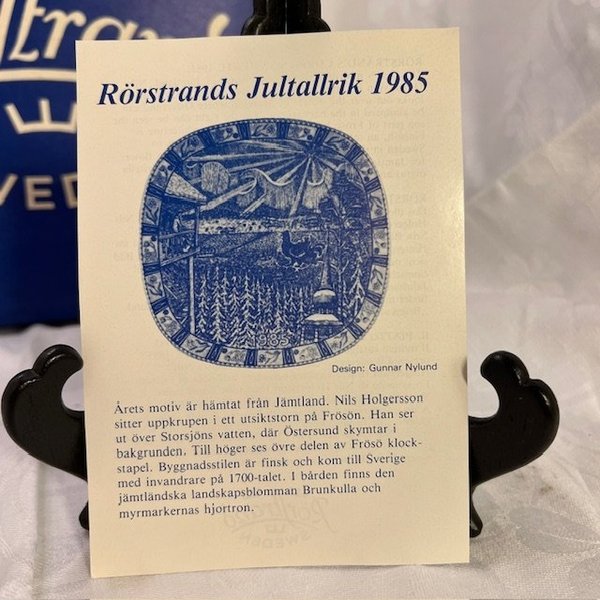 Rörstrands Jultallrik 1985
1985
Design: Gunnar Nylund
Årets motiv är hämtat från Jämtland. Nils Holgersson
sitter uppkrupen i ett utsiktstorn på Frösön. Han ser
ut över Storsjöns vatten, där Östersund skymtar i
bakgrunden. Till höger ses övre delen av Frösö klock-
stapel. Byggnadsstilen är finsk och kom till Sverige
med invandrare på 1700-talet. I bården finns den
jämtländska landskapsblomman Brunkulla och
myrmarkernas hjortron.